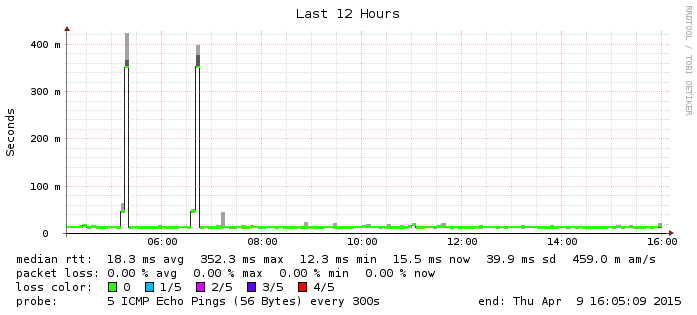 Last 12 Hours
RRDTOOL / TOBI OETIKER
Seconds
400 m
300 m
200 m
100 m
0
06:00 08:00 10:00 12:00 14:00 16:00
median rtt: 18.3 ms avg 352.3 ms max 12.3 ms min 15.5 ms now 39.9 ms sd 459.0 m am/s
packet loss: 0.00 % avg 0.00 % max 0.00 % min 0.00 % now
loss color: 0 1/5 2/5 3/5 4/5
probe: 5 ICMP Echo Pings (56 Bytes) every 300s end: Thu Apr 9 16:05:09 2015